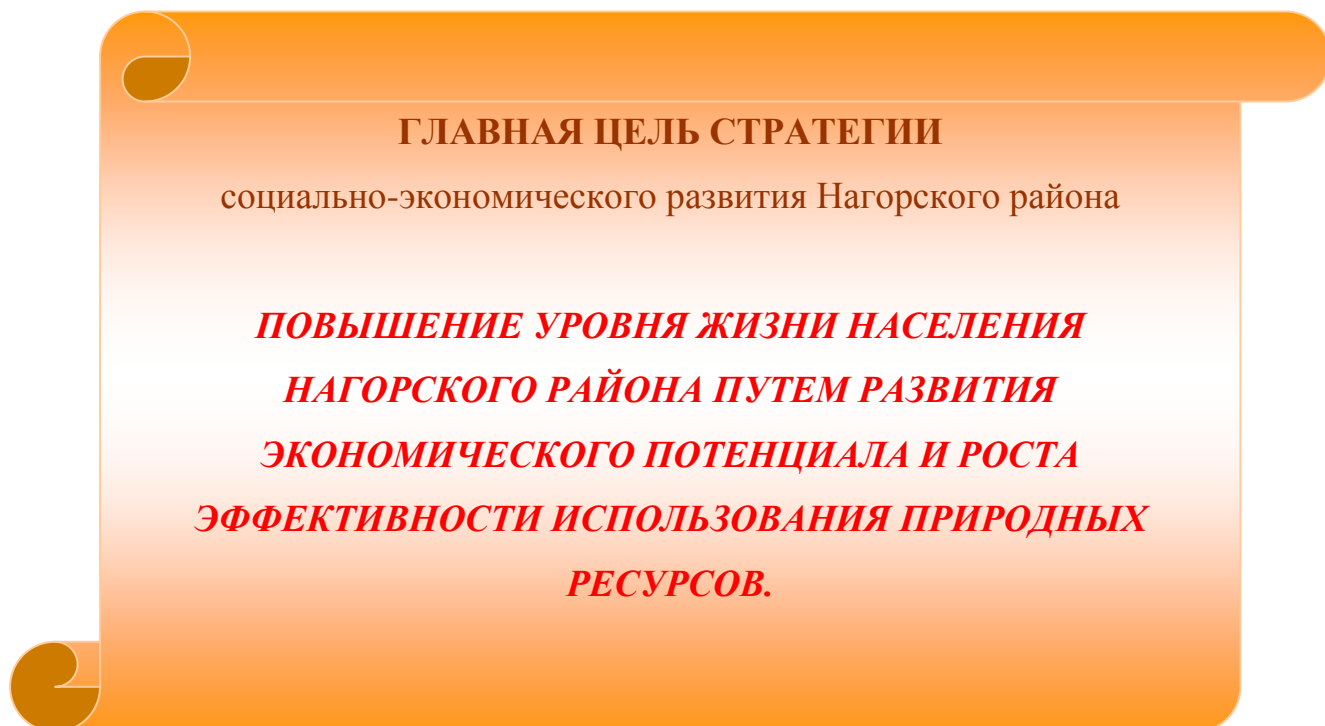 ГЛАВНАЯ ЦЕЛЬ СТРАТЕГИИ
социально-экономического развития Нагорского района
ПОВЫШЕНИЕ УРОВНЯ ЖИЗНИ НАСЕЛЕНИЯ
НАГОРСКОГО РАЙОНА ПУТЕМ РАЗВИТИЯ
ЭКОНОМИЧЕСКОГО ПОТЕНЦИАЛА И РОСТА
ЭФФЕКТИВНОСТИ ИСПОЛЬЗОВАНИЯ ПРИРОДНЫХ
РЕСУРСОВ.